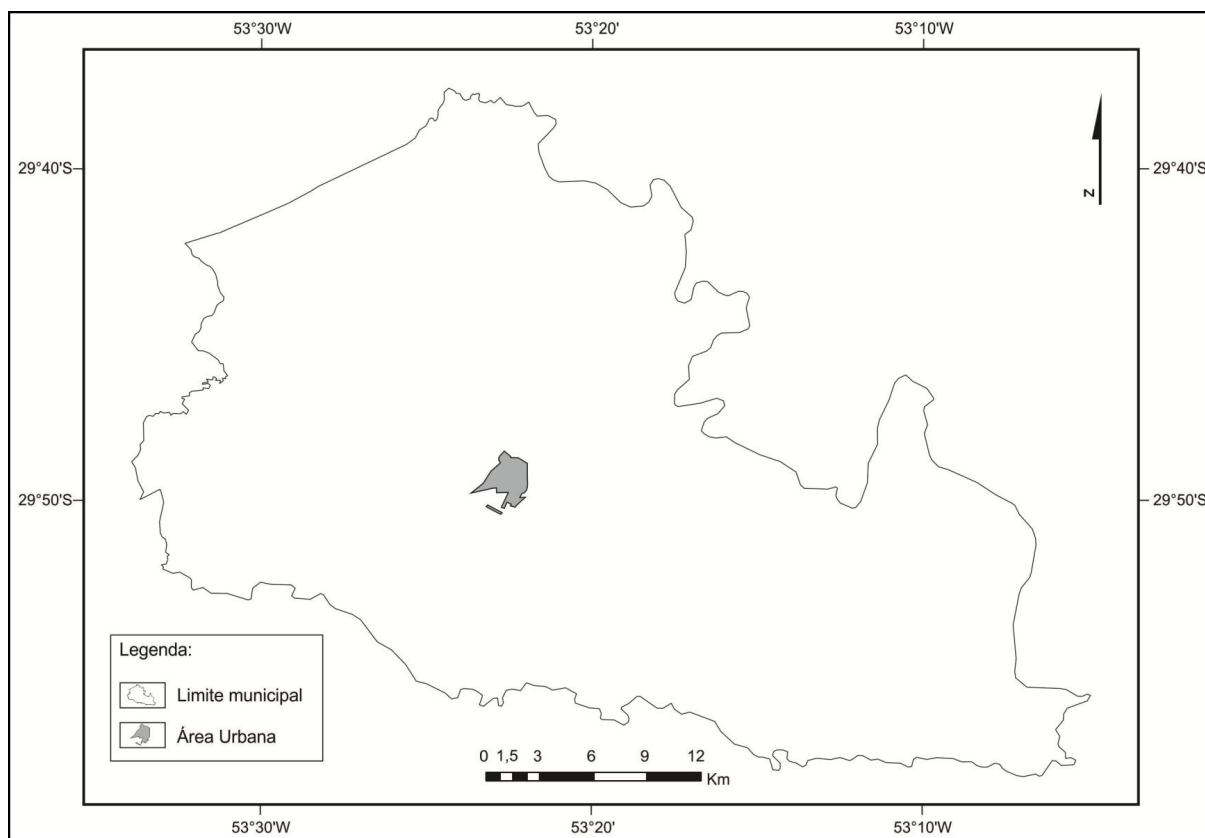 53°30'W 53°20' 53°10'W
N
29°40'S 29°40'S
29°50'S 29°50'S
Legenda:
Limite municipal
Área Urbana
0 1,5 3 6 9 12
Km
53°30'W 53°20'W 53°10'W